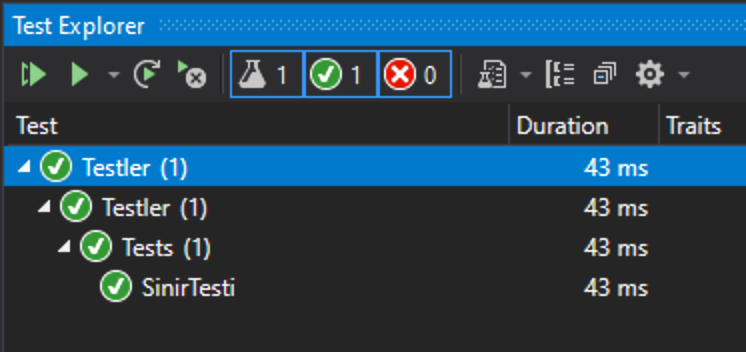 Test Explorer
1 1 0
Test Duration Traits
Testler (1) 43 ms
Testler (1) 43 ms
Tests (1) 43 ms
SinirTesti 43 ms